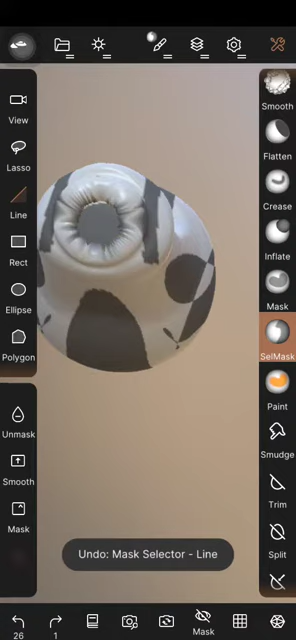 View
Lasso
Line
Rect
Ellipse
Polygon
Unmask
Smooth
Mask
Smooth
Flatten
Crease
Inflate
Mask
SelMask
Paint
Smudge
Trim
Split
Undo: Mask Selector - Line
26
1
Mask